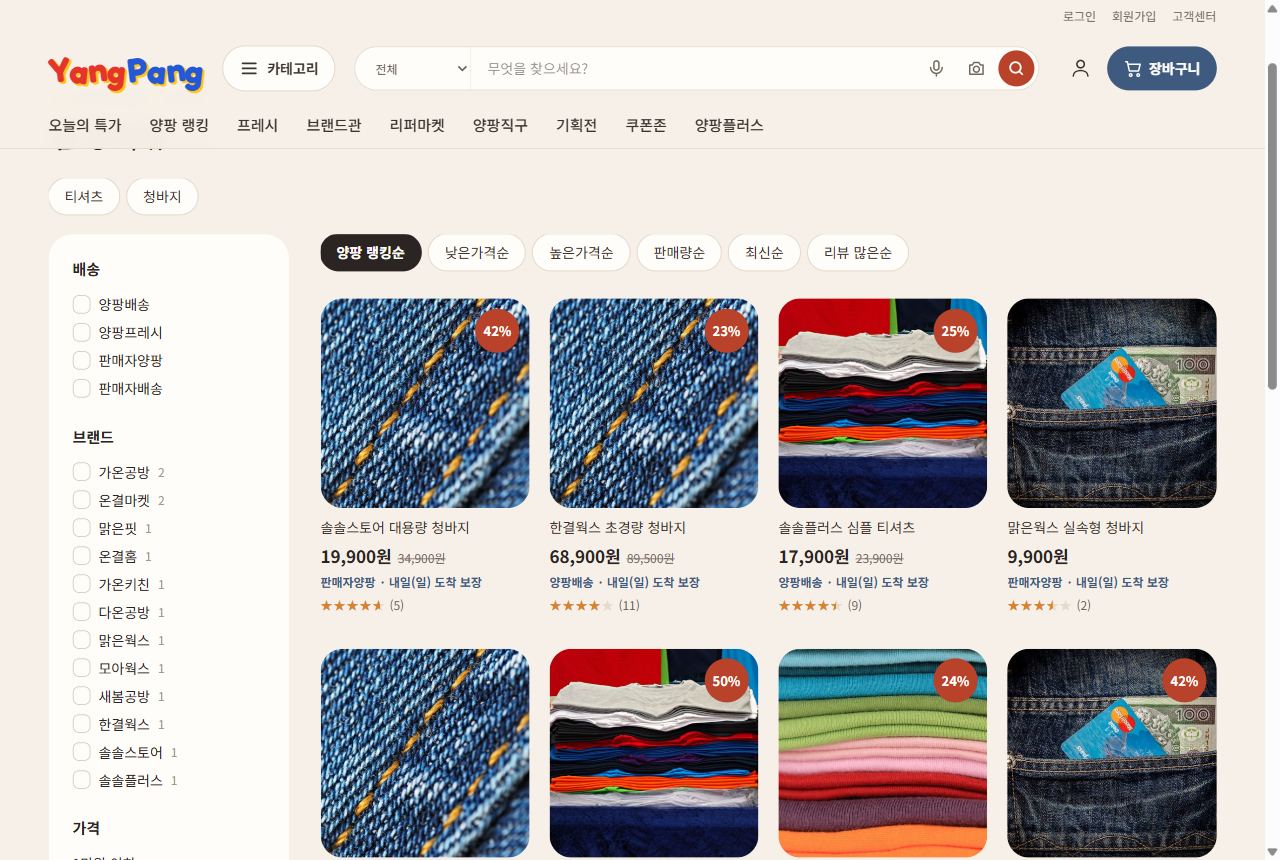 로그인 회원가입 고객센터
YangPang
카테고리
전체
무엇을 찾으세요?
장바구니
오늘의 특가 양팡 랭킹 프레시 브랜드관 리퍼마켓 양팡직구 기획전 쿠폰존 양팡플러스
티셔츠 청바지
배송
양팡배송
양팡프레시
판매자양팡
판매자배송
브랜드
가온공방 2
온결마켓 2
맑은핏 1
온결홈 1
가온키친 1
다온공방 1
맑은웍스 1
모아웍스 1
새봄공방 1
한결웍스 1
솔솔스토어 1
솔솔플러스 1
가격
양팡 랭킹순 낮은가격순 높은가격순 판매량순 최신순 리뷰 많은순
42%
솔솔스토어 대용량 청바지
19,900원 34,900원
판매자양팡 · 내일(일) 도착 보장
★★★★★ (5)
23%
한결웍스 초경량 청바지
68,900원 89,500원
양팡배송 · 내일(일) 도착 보장
★★★★★ (11)
25%
솔솔플러스 심플 티셔츠
17,900원 23,900원
양팡배송 · 내일(일) 도착 보장
★★★★★ (9)
100
맑은웍스 실속형 청바지
9,900원
판매자양팡 · 내일(일) 도착 보장
★★★★★ (2)
50%
24%
42%
100